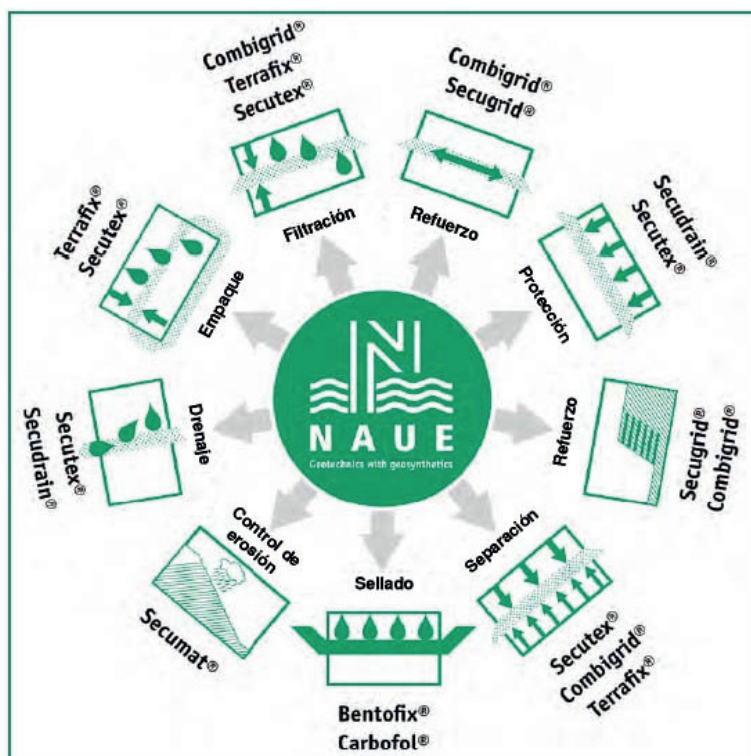 Combigrid®
Terrafix®
Secutex®
Filtración
Combigrid®
Secugrid®
Refuerzo
Secudrain®
Secutex®
Protección
Secugrid®
Combigrid®
Refuerzo
Secutex®
Combigrid®
Terrafix®
Separación
Bentofix®
Carbofol®
Sellado
Secumat®
Control de
erosión
Secutex®
Secudrain®
Drenaje
Terrafix®
Secutex®
Empaque
NAUE
Geotechnics with geosynthetics